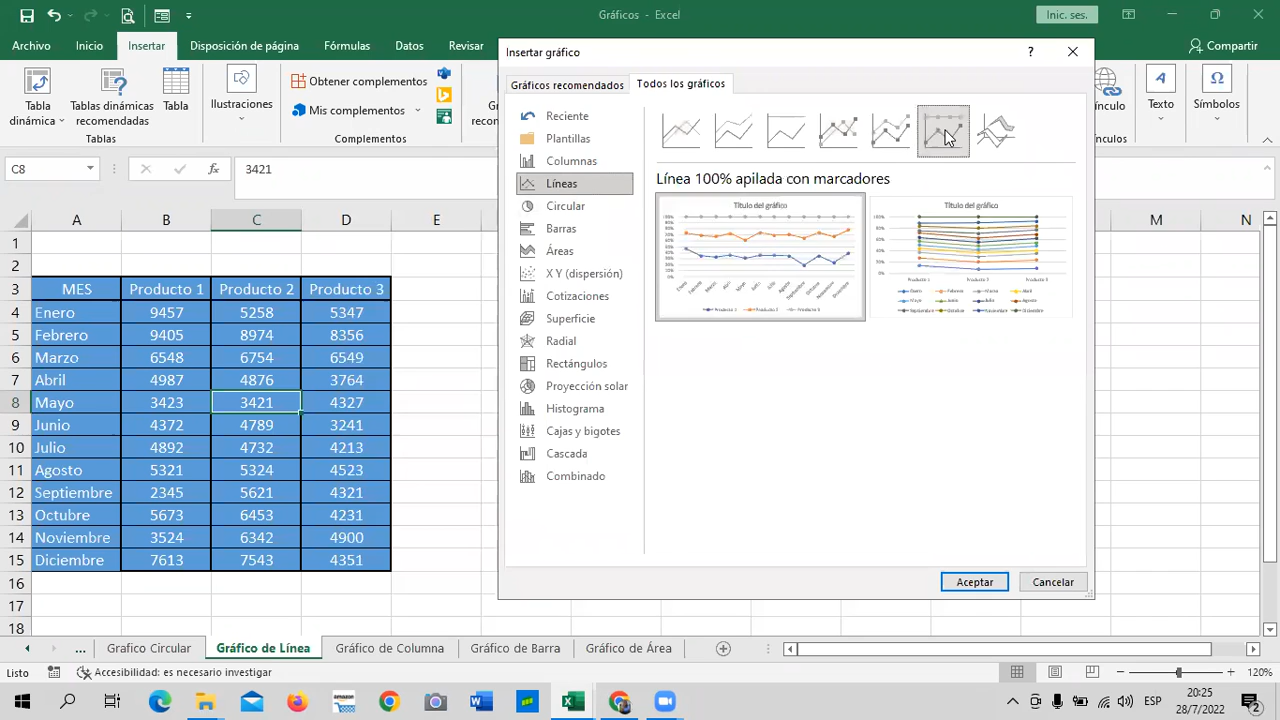 Gráficos - Excel
Inic. ses.
Archivo
Inicio
Insertar
Disposición de página
Fórmulas
Datos
Revisar
Compartir
Tabla
dinámica
Tablas dinámicas
recomendadas
Tabla
Tablas
Ilustraciones
Obtener complementos
Mis complementos
Complementos
Texto
Símbolos
C8
3421
Insertar gráfico
?
Gráficos recomendados
Todos los gráficos
Reciente
Plantillas
Columnas
Líneas
Circular
Barras
Áreas
X Y (dispersión)
Cotizaciones
Superficie
Radial
Rectángulos
Proyección solar
Histograma
Cajas y bigotes
Cascada
Combinado
Línea 100% apilada con marcadores
Título del gráfico
Título del gráfico
Aceptar
Cancelar
A B C D E M N
2
3 MES Producto 1 Producto 2 Producto 3
Enero 9457 5258 5347
5 Febrero 9405 8974 8356
6 Marzo 6548 6754 6549
7 Abril 4987 4876 3764
8 Mayo 3423 3421 4327
9 Junio 4372 4789 3241
10 Julio 4892 4732 4213
11 Agosto 5321 5324 4523
12 Septiembre 2345 5621 4321
13 Octubre 5673 6453 4231
14 Noviembre 3524 6342 4900
15 Diciembre 7613 7543 4351
16
17
18
... Grafico Circular Gráfico de Línea Gráfico de Columna Gráfico de Barra Gráfico de Área
Listo
Accesibilidad: es necesario investigar
120%
amazon
ESP
20:25
28/7/2022
2